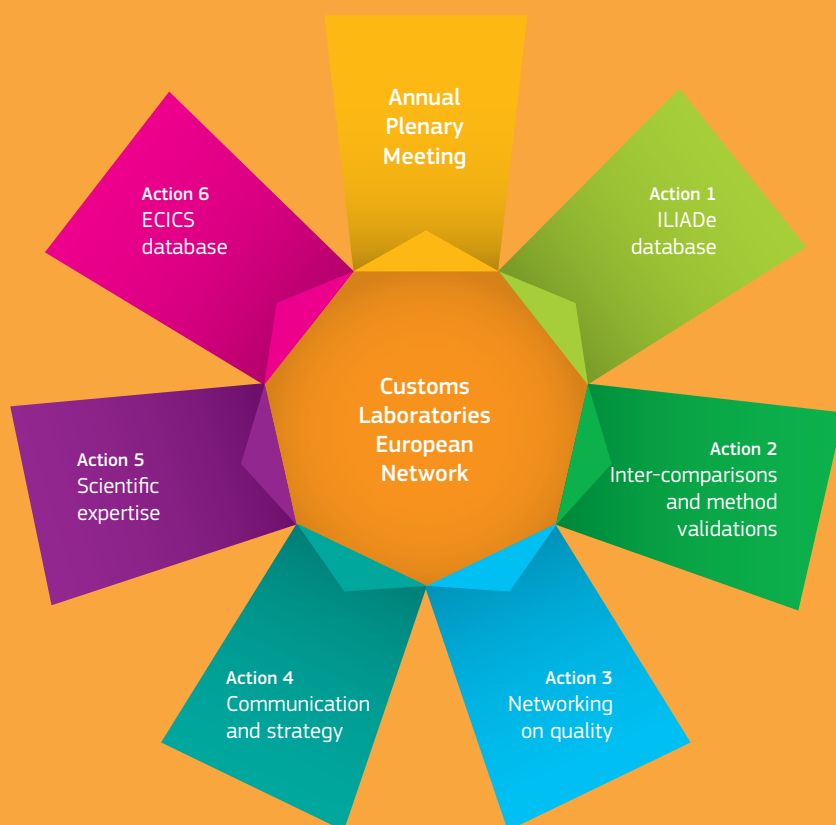 Annual
Plenary
Meeting
Action 1
ILIADe
database
Action 2
Inter-comparisons
and method
validations
Action 3
Networking
on quality
Action 4
Communication
and strategy
Action 5
Scientific
expertise
Action 6
ECICS
database
Customs
Laboratories
European
Network